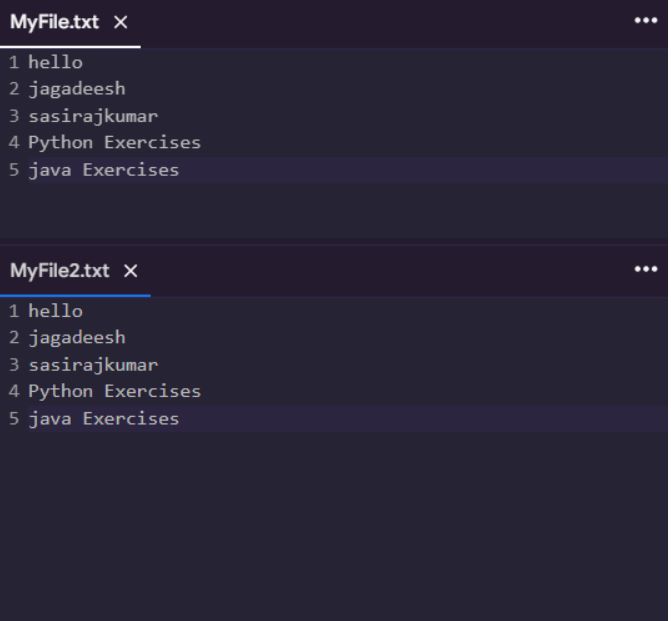 MyFile.txt ×
1 hello
2 jagadeesh
3 sasirajkumar
4 Python Exercises
5 java Exercises
MyFile2.txt ×
1 hello
2 jagadeesh
3 sasirajkumar
4 Python Exercises
5 java Exercises